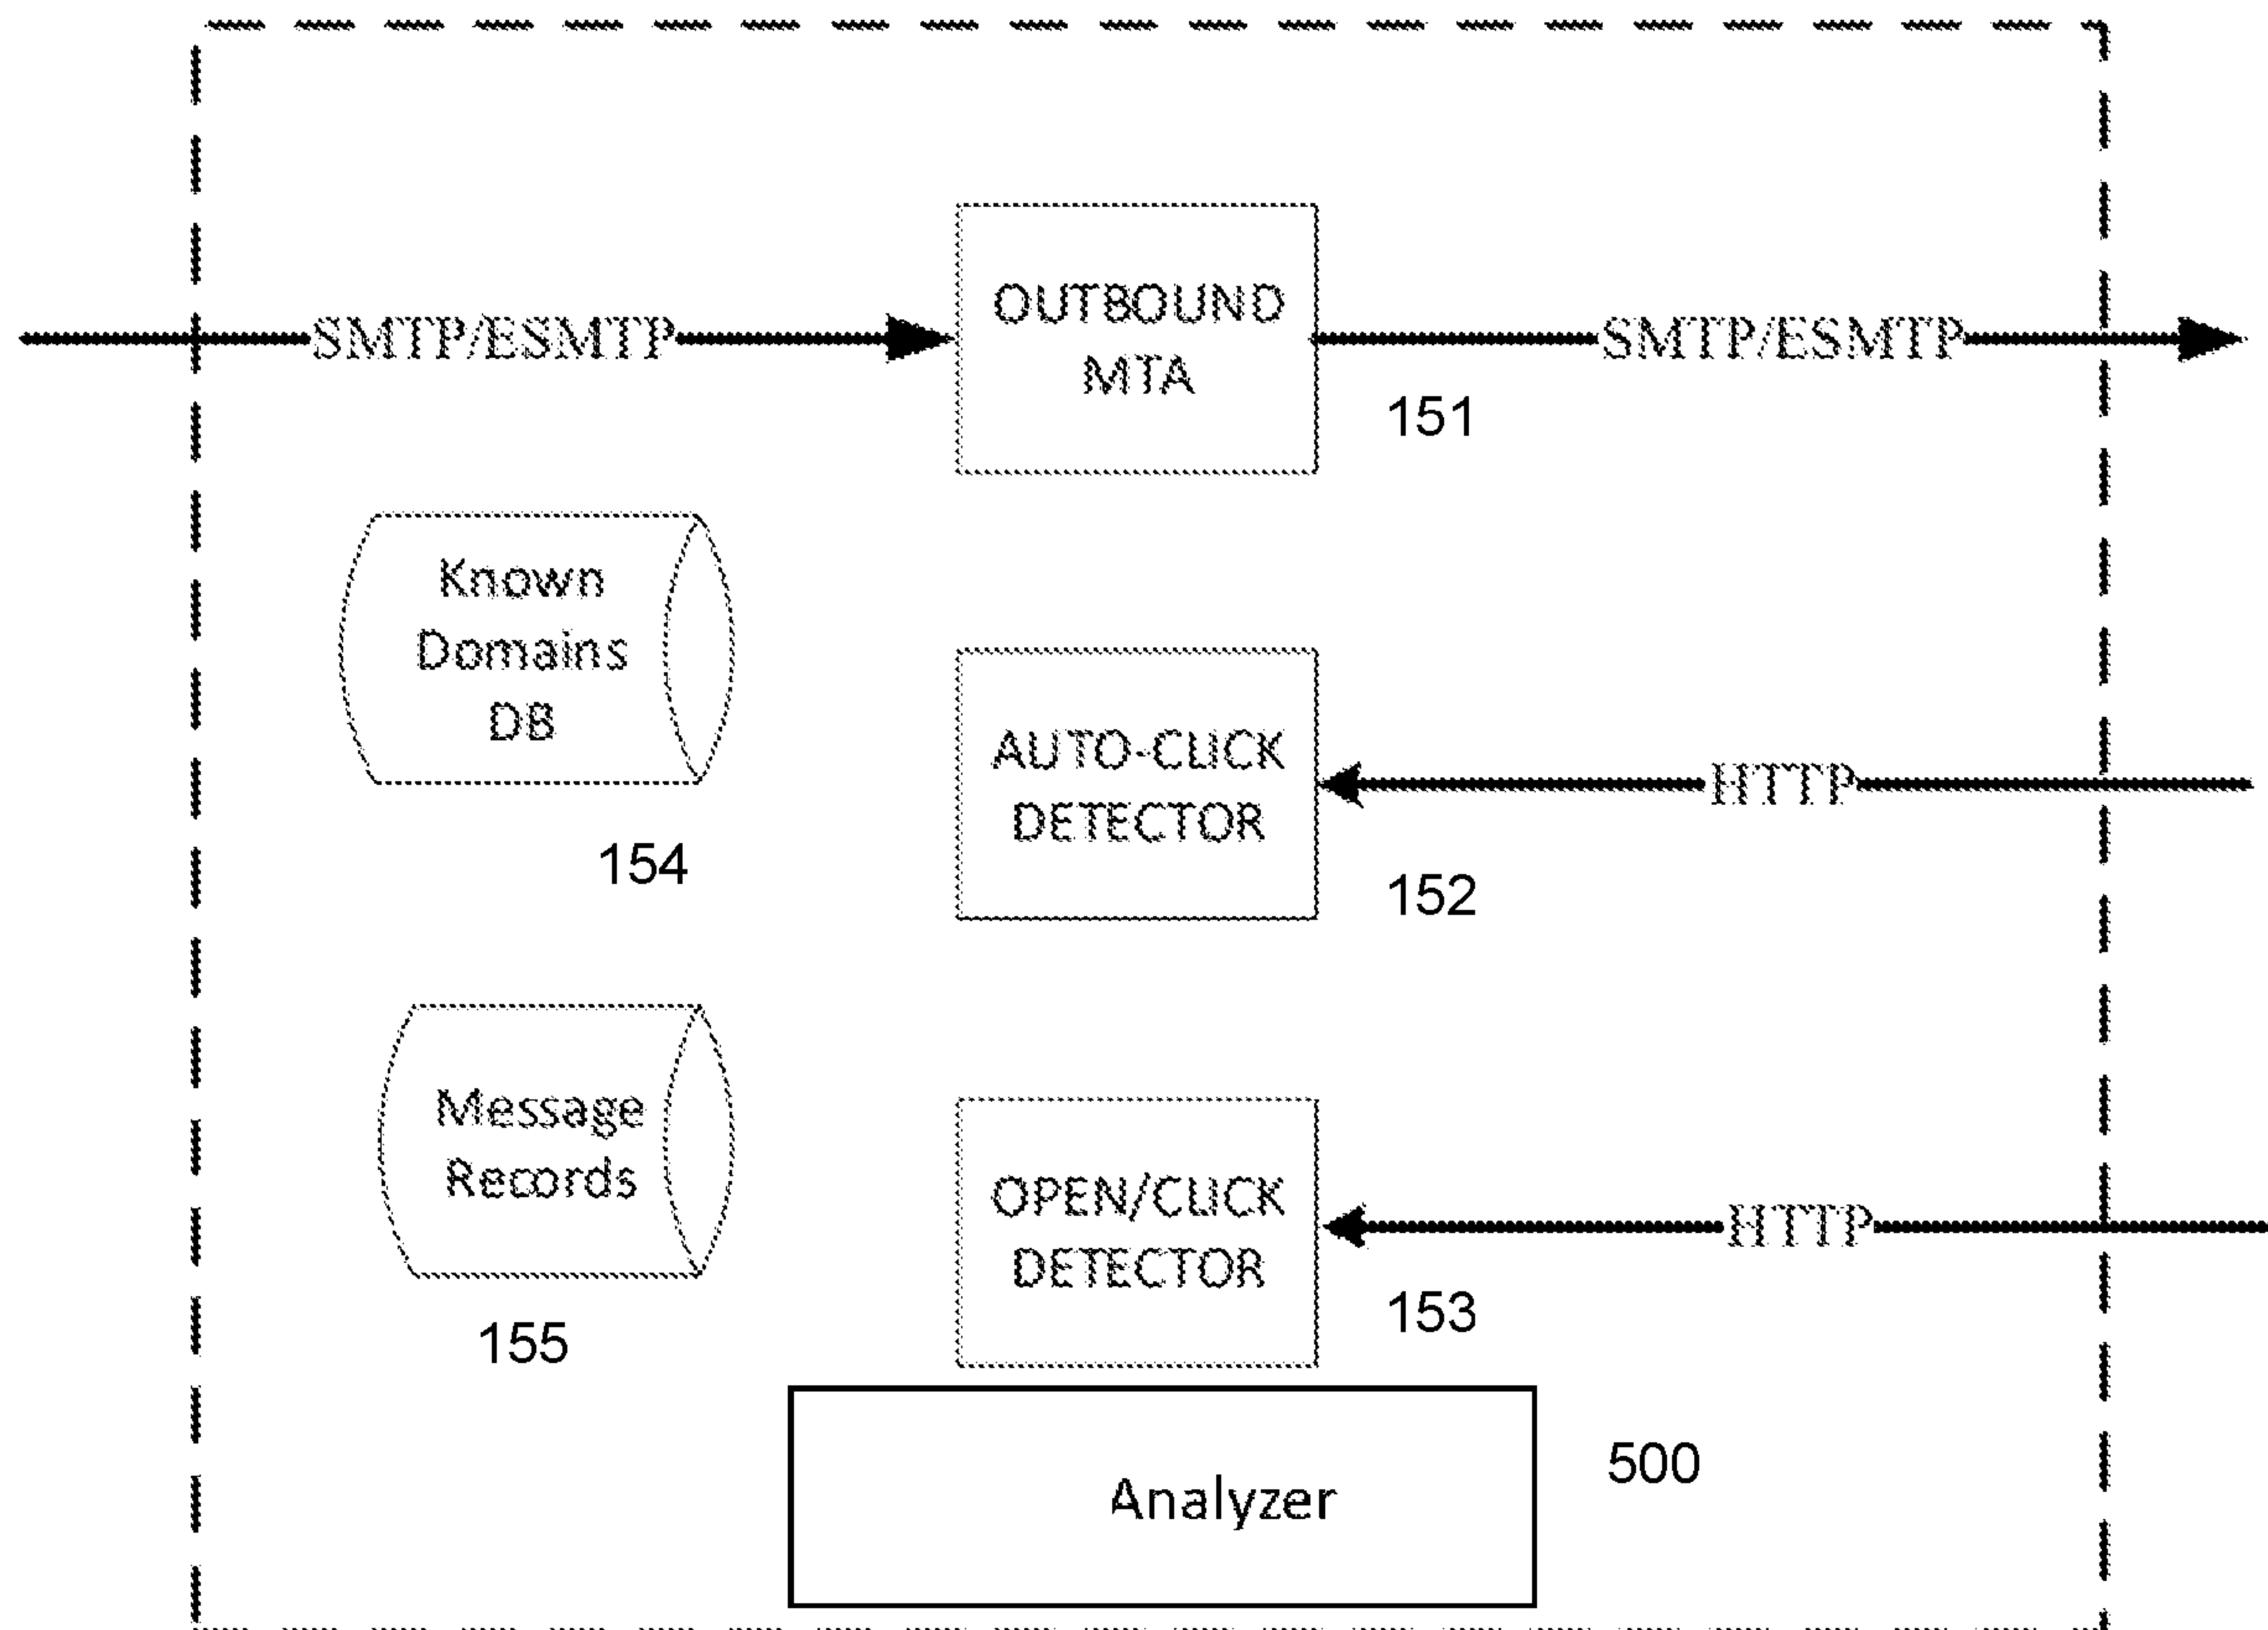 OUTBOUND
MTA
SMTP/ESMTP
SMTP/ESMTP
151
Known
Domains
DB
154
AUTO-CLICK
DETECTOR
HTTP
152
Message
Records
155
OPEN/CLICK
DETECTOR
HTTP
153
Analyzer
500